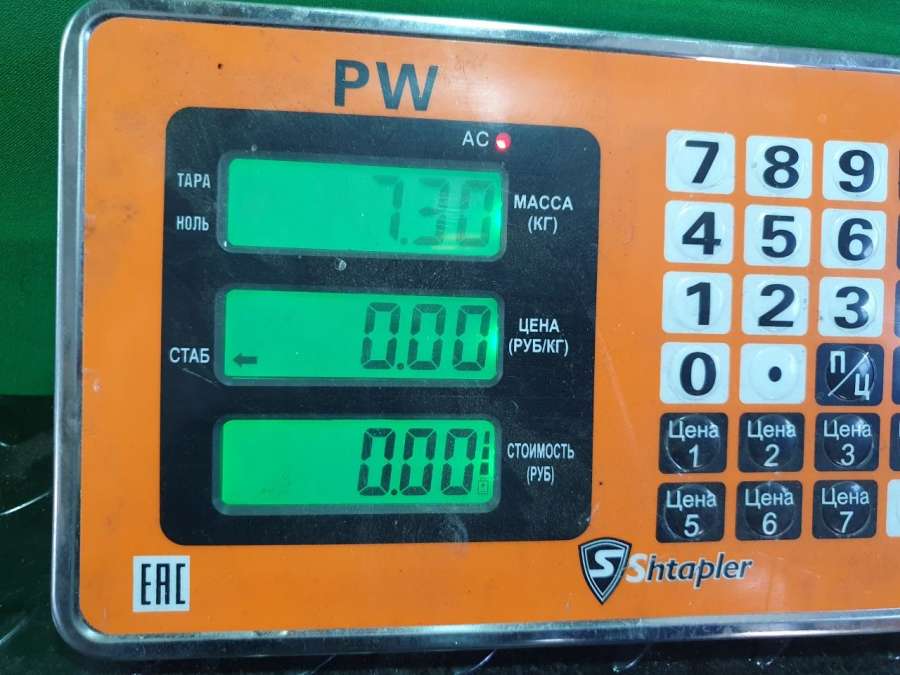 PW
AC
ТАРА
НОЛЬ
7.30
МАССА
(КГ)
СТАБ
0.00
ЦЕНА
(РУБ/КГ)
0.00
СТОИМОСТЬ
(РУБ)
7 8 9
4 5 6
1 2 3
0 . П/Ц
Цена 1 Цена 2 Цена 3
Цена 5 Цена 6 Цена 7
EAC
S Shtapler